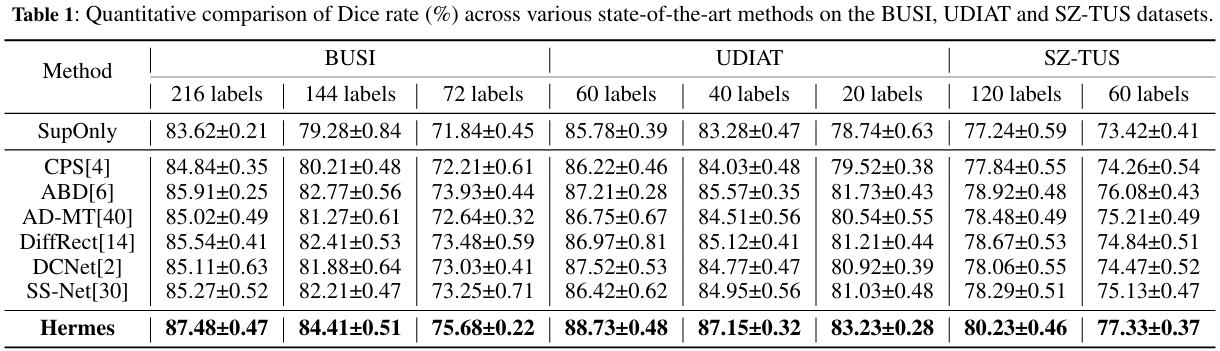 Table 1: Quantitative comparison of Dice rate (%) across various state-of-the-art methods on the BUSI, UDIAT and SZ-TUS datasets.
Method BUSI UDIAT SZ-TUS
216 labels 144 labels 72 labels 60 labels 40 labels 20 labels 120 labels 60 labels
SupOnly 83.62±0.21 79.28±0.84 71.84±0.45 85.78±0.39 83.28±0.47 78.74±0.63 77.24±0.59 73.42±0.41
CPS[4] 84.84±0.35 80.21±0.48 72.21±0.61 86.22±0.46 84.03±0.48 79.52±0.38 77.84±0.55 74.26±0.54
ABD[6] 85.91±0.25 82.77±0.56 73.93±0.44 87.21±0.28 85.57±0.35 81.73±0.43 78.92±0.48 76.08±0.43
AD-MT[40] 85.02±0.49 81.27±0.61 72.64±0.32 86.75±0.67 84.51±0.56 80.54±0.55 78.48±0.49 75.21±0.49
DiffRect[14] 85.54±0.41 82.41±0.53 73.48±0.59 86.97±0.81 85.12±0.41 81.21±0.44 78.67±0.53 74.84±0.51
DCNet[2] 85.11±0.63 81.88±0.64 73.03±0.41 87.52±0.53 84.77±0.47 80.92±0.39 78.06±0.55 74.47±0.52
SS-Net[30] 85.27±0.52 82.21±0.47 73.25±0.71 86.42±0.62 84.95±0.56 81.03±0.48 78.29±0.51 75.13±0.47
Hermes 87.48±0.47 84.41±0.51 75.68±0.22 88.73±0.48 87.15±0.32 83.23±0.28 80.23±0.46 77.33±0.37